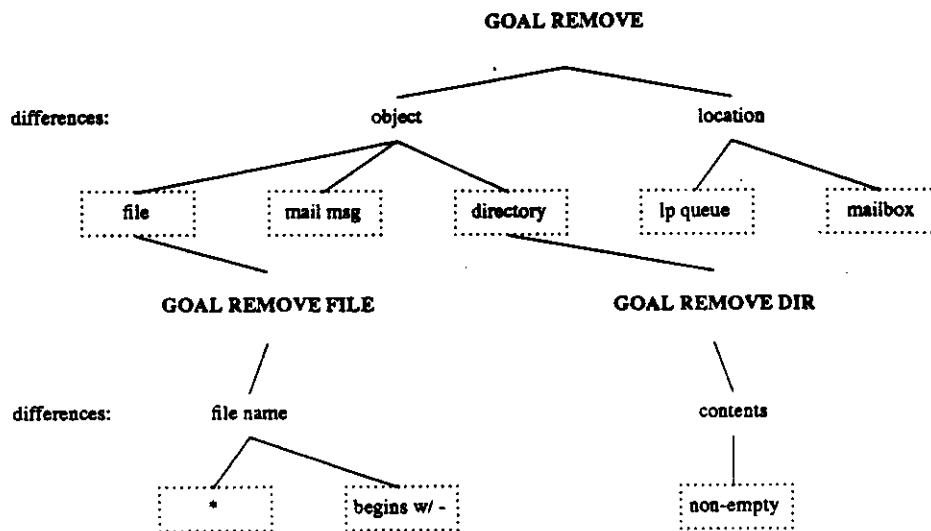 GOAL REMOVE
differences: object location
file mail msg directory lp queue mailbox
GOAL REMOVE FILE GOAL REMOVE DIR
differences: file name contents
* begins w/ - non-empty